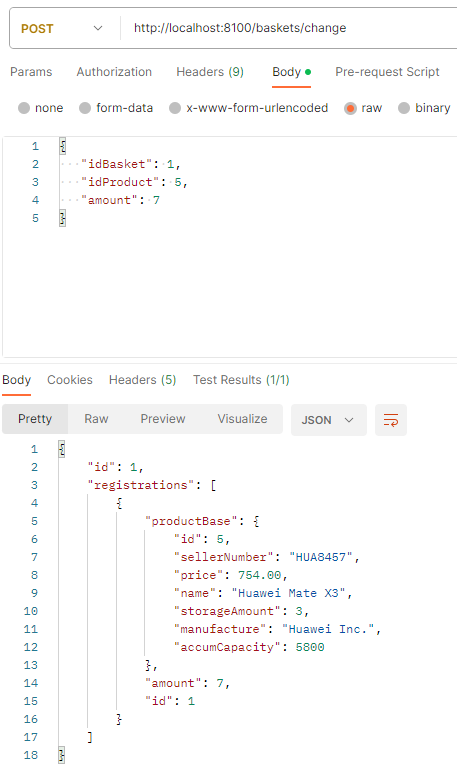 POST http://localhost:8100/baskets/change
Params Authorization Headers (9) Body Pre-request Script
none form-data x-www-form-urlencoded raw binary
1 {
2 "idBasket": 1,
3 "idProduct": 5,
4 "amount": 7
5 }
Body Cookies Headers (5) Test Results (1/1)
Pretty Raw Preview Visualize JSON
1 {
2 "id": 1,
3 "registrations": [
4 {
5 "productBase": {
6 "id": 5,
7 "sellerNumber": "HUA8457",
8 "price": 754.00,
9 "name": "Huawei Mate X3",
10 "storageAmount": 3,
11 "manufacture": "Huawei Inc.",
12 "accumCapacity": 5800
13 },
14 "amount": 7,
15 "id": 1
16 }
17 ]
18 }